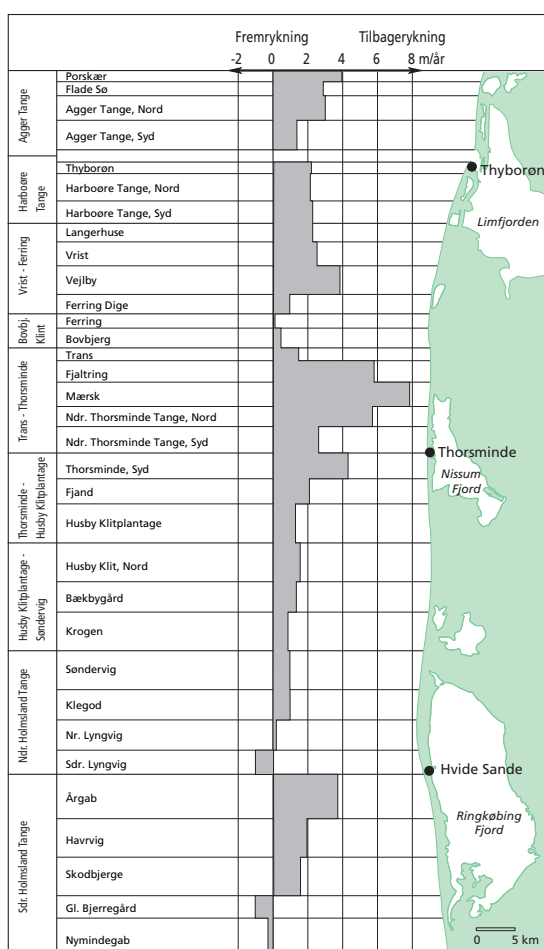 Fremrykning Tilbagerykning
-2 0 2 4 6 8 m/år
Agger Tange
Porskær
Flade Sø
Agger Tange, Nord
Agger Tange, Syd
Harboøre
Tange
Thyborøn
Harboøre Tange, Nord
Harboøre Tange, Syd
Vrist - Ferring
Langerhuse
Vrist
Vejlby
Ferring Dige
Bovbj.
Klint
Ferring
Bovbjerg
Trans - Thorsminde
Trans
Fjaltring
Mærsk
Ndr. Thorsminde Tange, Nord
Ndr. Thorsminde Tange, Syd
Thorsminde -
Husby Klitplantage
Thorsminde, Syd
Fjand
Husby Klitplantage
Husby Klitplantage -
Søndervig
Husby Klit, Nord
Bækbygård
Krogen
Ndr. Holmsland Tange
Søndervig
Klegod
Nr. Lyngvig
Sdr. Lyngvig
Sdr. Holmsland Tange
Årgab
Havrvig
Skodbjerge
Gl. Bjerregård
Nymindegab
Thyborøn
Limfjorden
Thorsminde
Nissum
Fjord
Hvide Sande
Ringkøbing
Fjord
0 5 km